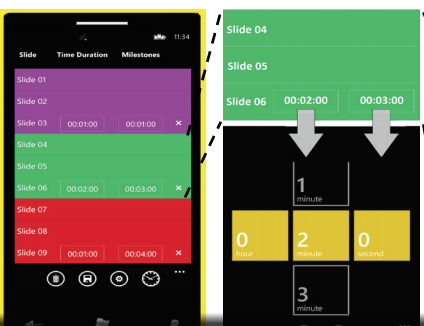 11:34
Slide Time Duration Milestones
Slide 01
Slide 02
Slide 03 00:01:00 00:01:00 ×
Slide 04
Slide 05
Slide 06 00:02:00 00:03:00 ×
Slide 07
Slide 08
Slide 09 00:01:00 00:04:00 ×
...
Slide 04
Slide 05
Slide 06 00:02:00 00:03:00
1
minute
0 2 0
hour minute second
3
minute